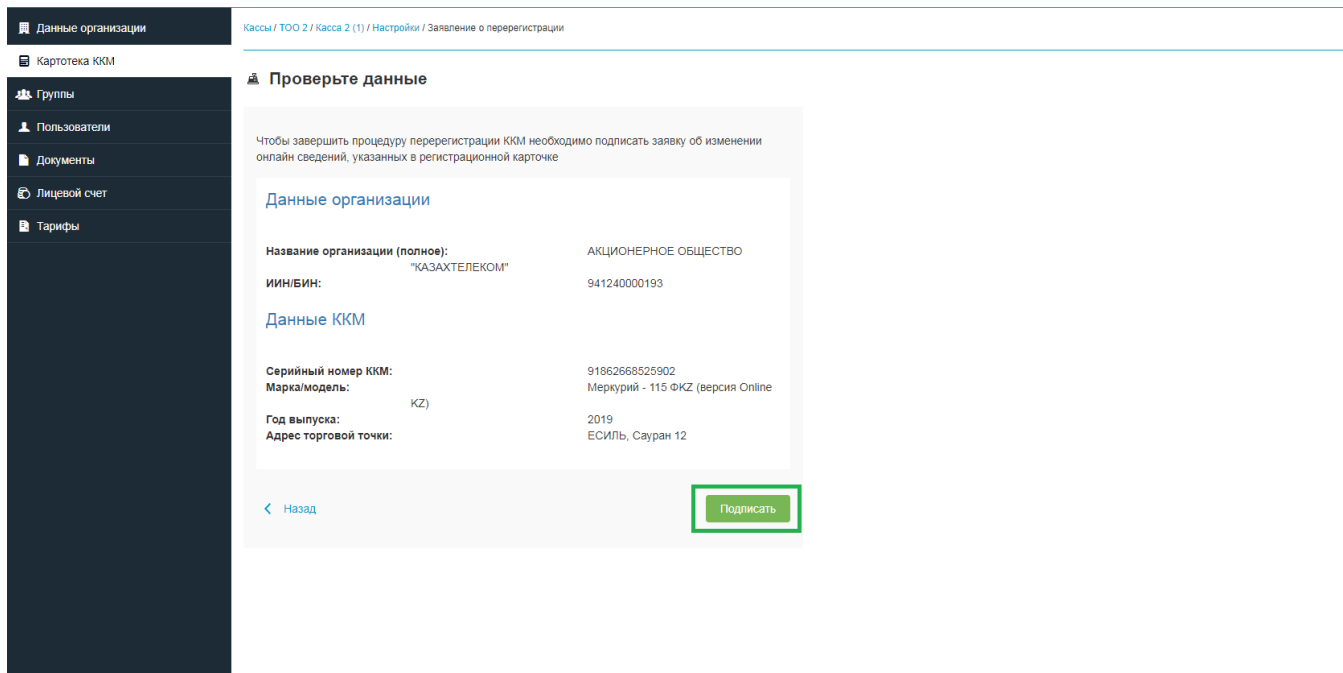 Данные организации
Картотека ККМ
Группы
Пользователи
Документы
Лицевой счет
Тарифы
Кассы / ТОО 2 / Касса 2 (1) / Настройки / Заявление о перерегистрации
Проверьте данные
Чтобы завершить процедуру перерегистрации ККМ необходимо подписать заявку об изменении
онлайн сведений, указанных в регистрационной карточке
Данные организации
Название организации (полное): АКЦИОНЕРНОЕ ОБЩЕСТВО
"КАЗАХТЕЛЕКОМ"
ИИН/БИН: 941240000193
Данные ККМ
Серийный номер ККМ: 91862668525902
Марка/модель: Меркурий - 115 ФKZ (версия Online
KZ)
Год выпуска: 2019
Адрес торговой точки: ЕСИЛЬ, Сауран 12
Назад
Подписать